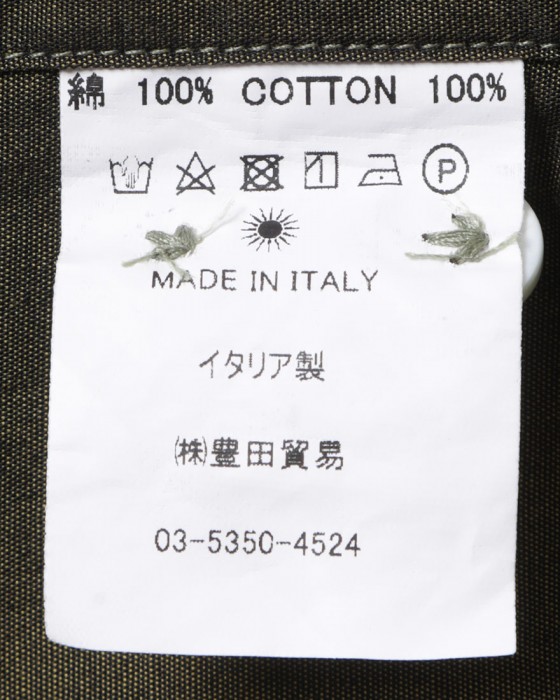 綿 100% COTTON 100%
P
MADE IN ITALY
イタリア製
㈱豊田貿易
03-5350-4524